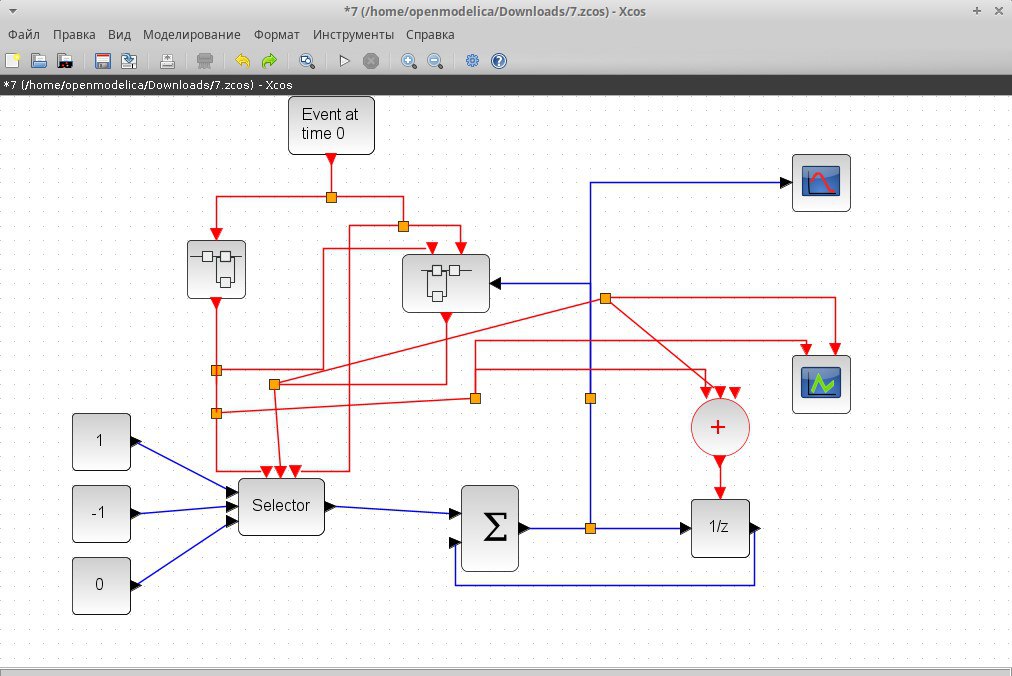 *7 (/home/openmodelica/Downloads/7.zcos) - Xcos
Файл Правка Вид Моделирование Формат Инструменты Справка
*7 (/home/openmodelica/Downloads/7.zcos) - Xcos
Event at
time 0
1
-1
0
Selector
Σ
+
1/z